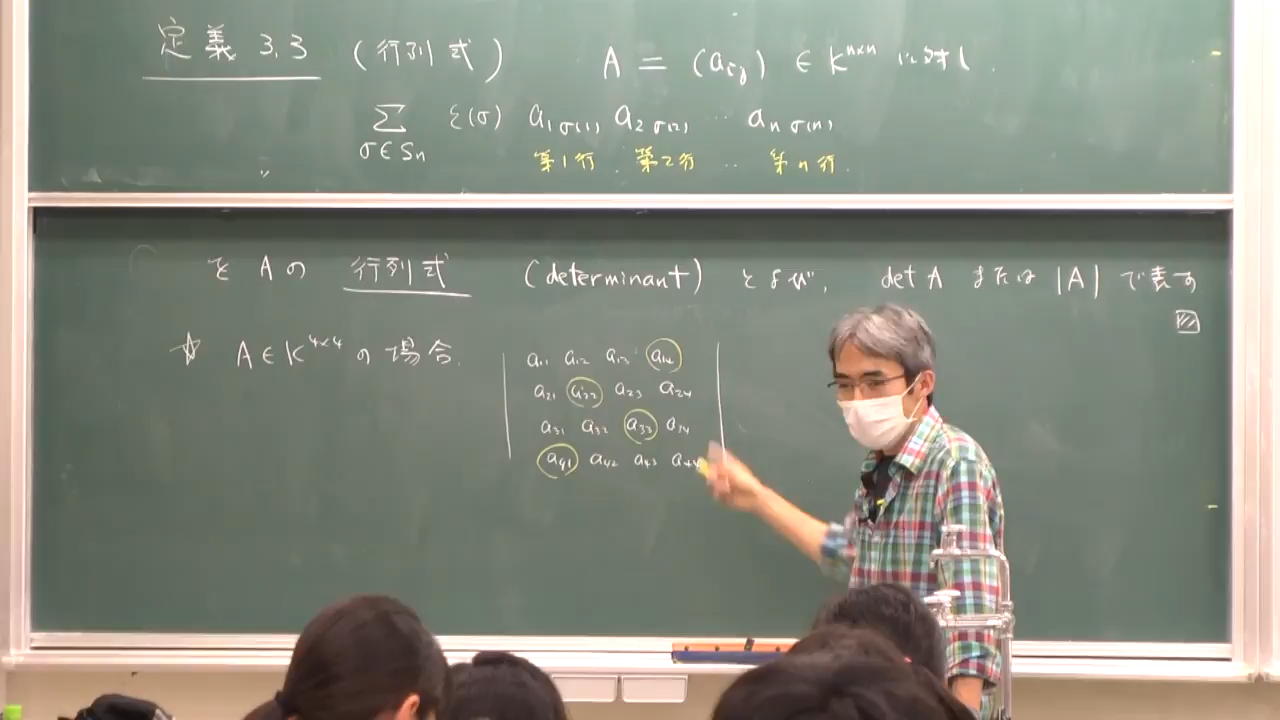 定義 3.3 (行列式) A = (aij) ∈ K^{n×n} に対し.
Σ_{σ∈Sn} ε(σ) a_{1σ(1)} a_{2σ(2)} … a_{nσ(n)}
第1行 第2行 … 第n行.
を A の 行列式 (determinant) とよび, det A または |A| で表す
☆ A∈K^{4×4} の場合.
a11 a12 a13 a14
a21 a22 a23 a24
a31 a32 a33 a34
a41 a42 a43 a44